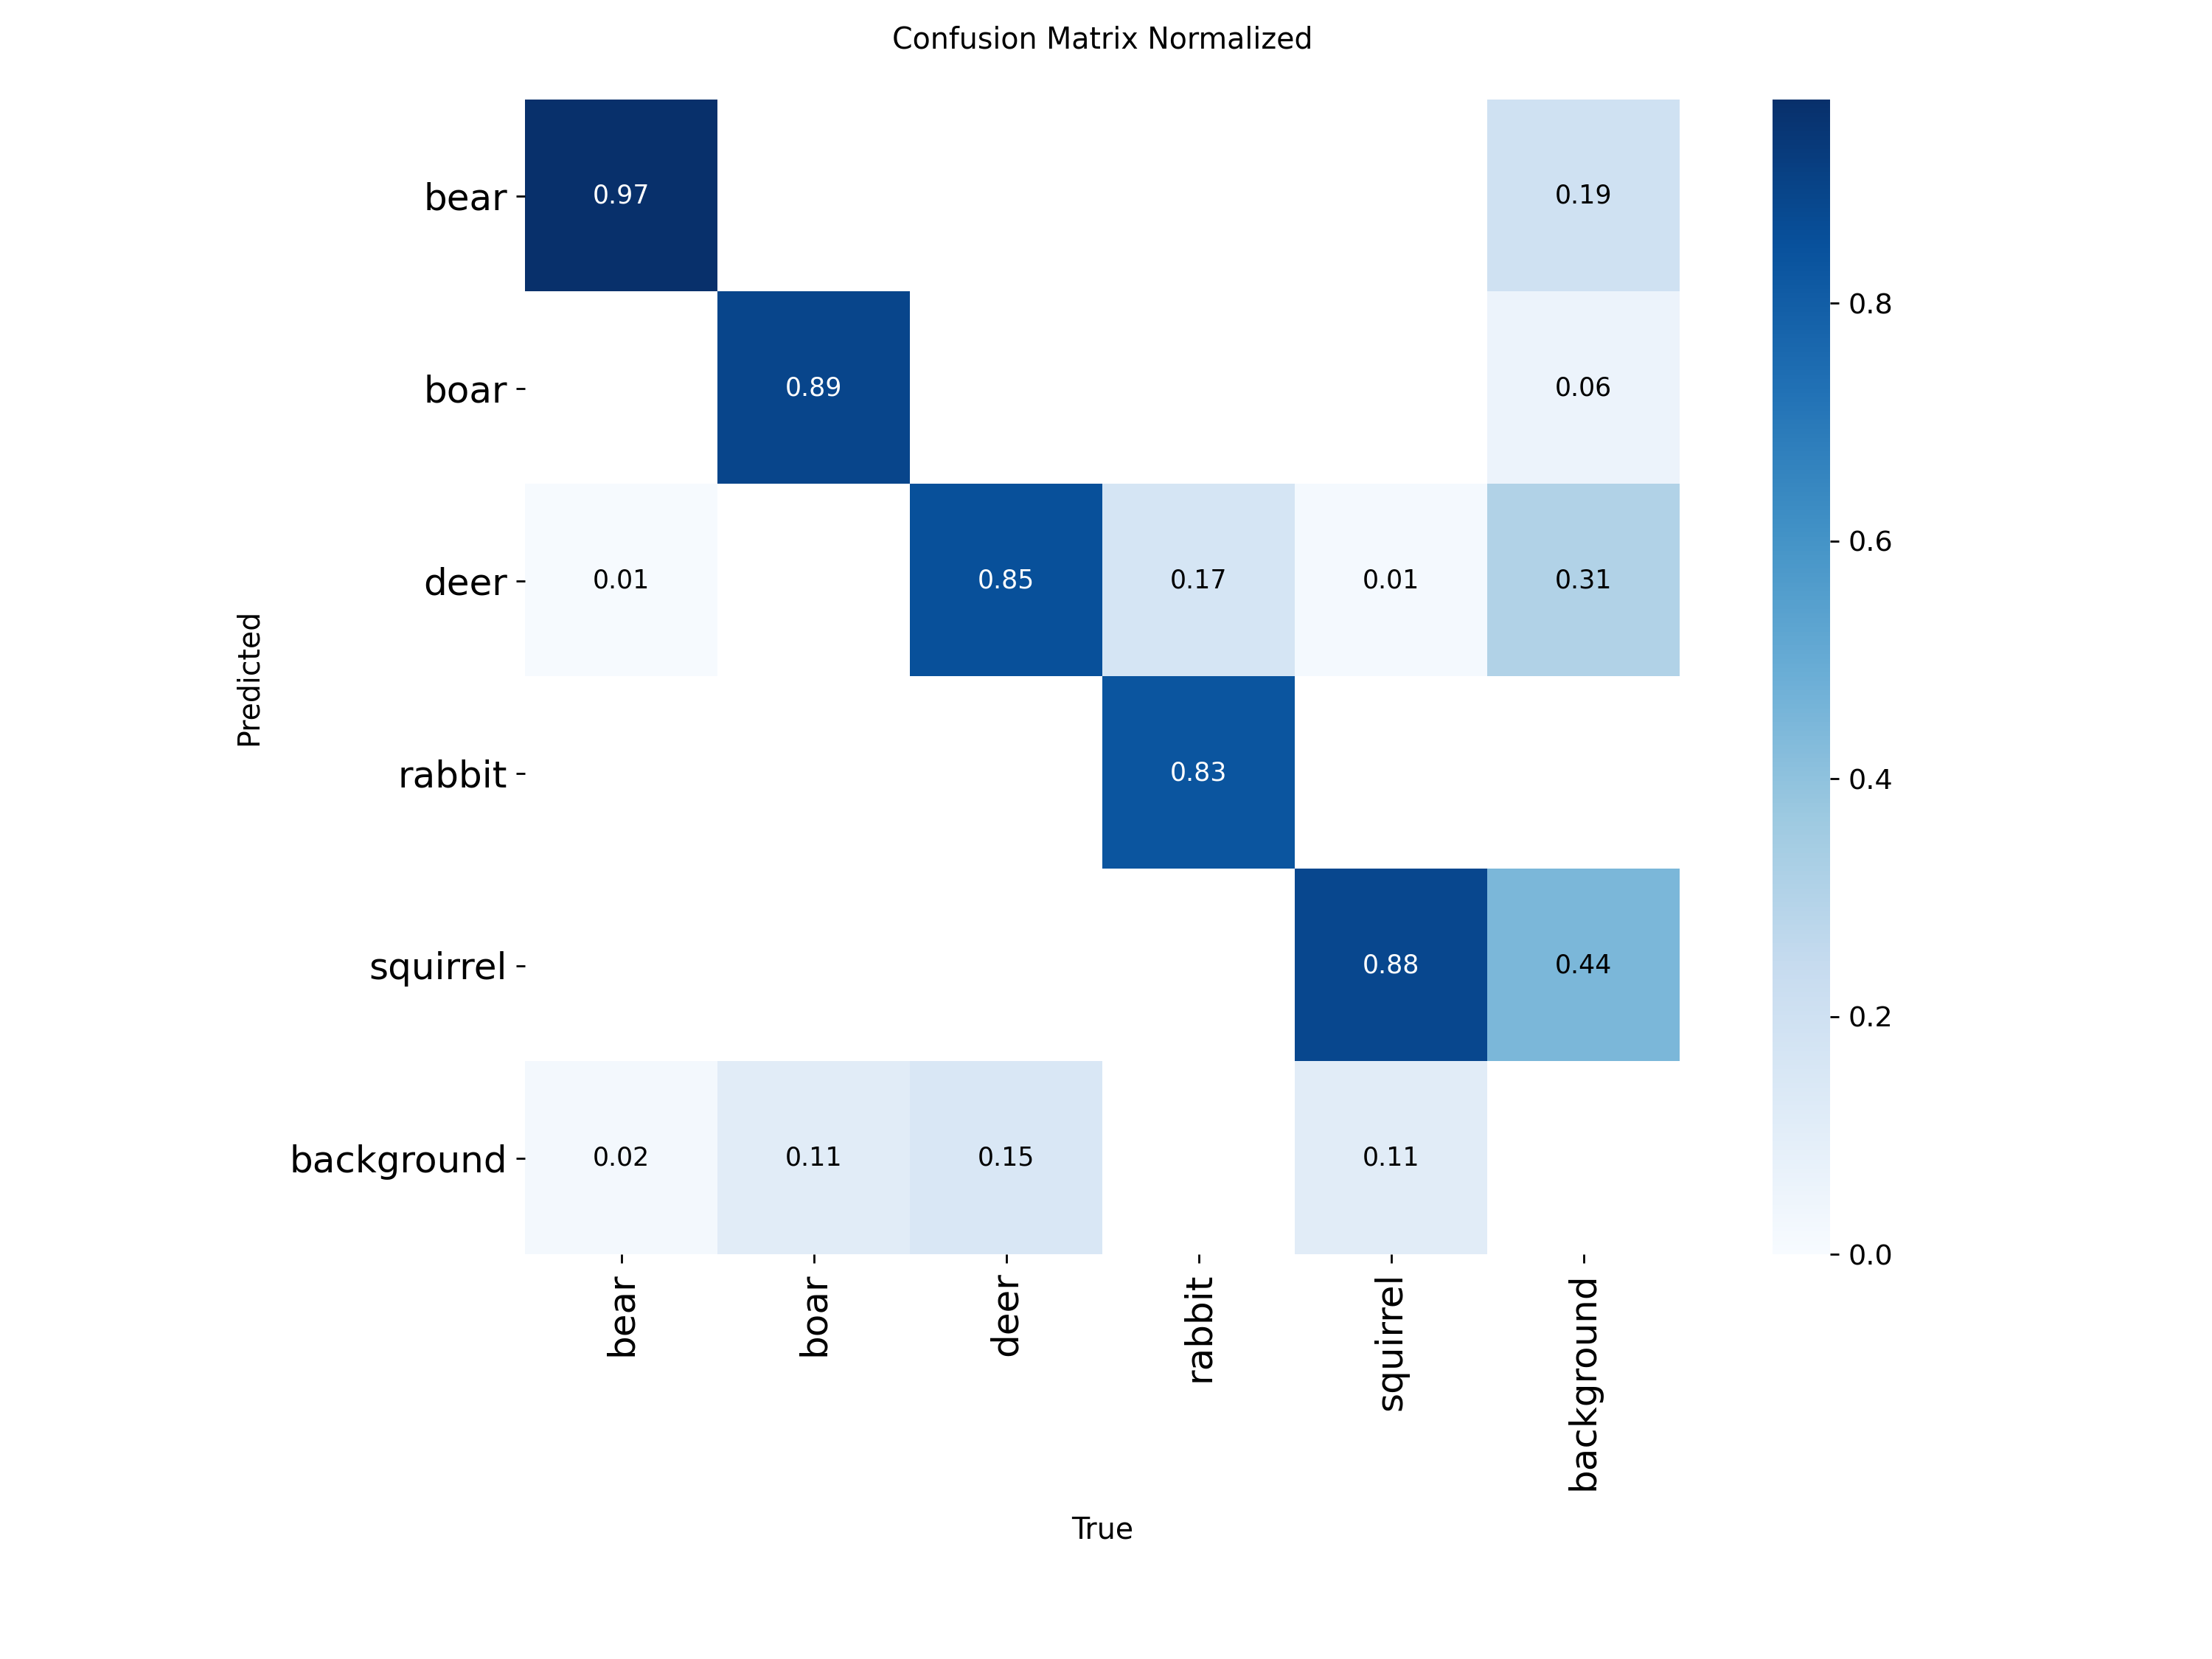 Confusion Matrix Normalized
bear
0.97
0.19
boar
0.89
0.06
0.8
deer
0.01
0.85
0.17
0.01
0.31
0.6
Predicted
rabbit
0.83
0.4
squirrel
0.88
0.44
0.2
background
0.02
0.11
0.15
0.11
0.0
bear
boar
deer
rabbit
squirrel
background
True